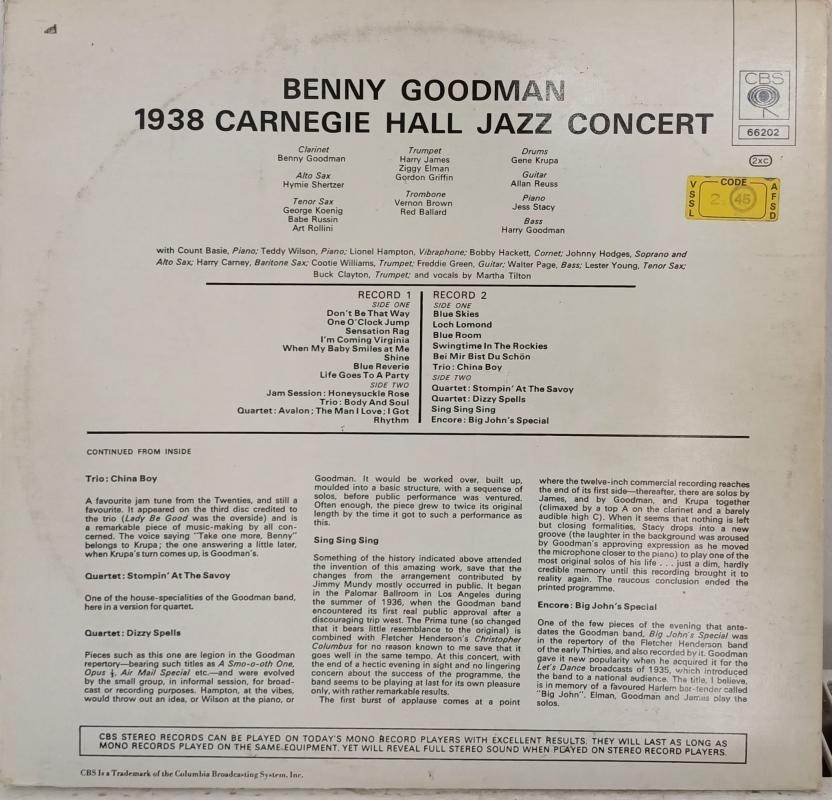 CBS
66202
2xc
BENNY GOODMAN
1938 CARNEGIE HALL JAZZ CONCERT
Clarinet
Benny Goodman
Alto Sax
Hymie Shertzer
Tenor Sax
George Koenig
Babe Russin
Art Rollini
Trumpet
Harry James
Ziggy Elman
Gordon Griffin
Trombone
Vernon Brown
Red Ballard
Drums
Gene Krupa
Guitar
Allan Reuss
Piano
Jess Stacy
Bass
Harry Goodman
VSSL
CODE
2. 45
AFSD
with Count Basie, Piano; Teddy Wilson, Piano; Lionel Hampton, Vibraphone; Bobby Hackett, Cornet; Johnny Hodges, Soprano and
Alto Sax; Harry Carney, Baritone Sax; Cootie Williams, Trumpet; Freddie Green, Guitar; Walter Page, Bass; Lester Young, Tenor Sax;
Buck Clayton, Trumpet; and vocals by Martha Tilton
RECORD 1
SIDE ONE
Don't Be That Way
One O'Clock Jump
Sensation Rag
I'm Coming Virginia
When My Baby Smiles at Me
Shine
Blue Reverie
Life Goes To A Party
SIDE TWO
Jam Session: Honeysuckle Rose
Trio: Body And Soul
Quartet: Avalon; The Man I Love; I Got
Rhythm
RECORD 2
SIDE ONE
Blue Skies
Loch Lomond
Blue Room
Swingtime In The Rockies
Bei Mir Bist Du Schön
Trio: China Boy
SIDE TWO
Quartet: Stompin' At The Savoy
Quartet: Dizzy Spells
Sing Sing Sing
Encore: Big John's Special
CONTINUED FROM INSIDE
Trio: China Boy
A favourite jam tune from the Twenties, and still a
favourite. It appeared on the third disc credited to
the trio (Lady Be Good was the overside) and is
a remarkable piece of music-making by all con-
cerned. The voice saying "Take one more, Benny"
belongs to Krupa; the one answering a little later,
when Krupa's turn comes up, is Goodman's.
Quartet: Stompin' At The Savoy
One of the house-specialities of the Goodman band,
here in a version for quartet.
Quartet: Dizzy Spells
Pieces such as this one are legion in the Goodman
repertory—bearing such titles as A Smo-o-oth One,
Opus ½, Air Mail Special etc.—and were evolved
by the small group, in informal session, for broad-
cast or recording purposes. Hampton, at the vibes,
would throw out an idea, or Wilson at the piano, or
Goodman. It would be worked over, built up,
moulded into a basic structure, with a sequence of
solos, before public performance was ventured.
Often enough, the piece grew to twice its original
length by the time it got to such a performance as
this.
Sing Sing Sing
Something of the history indicated above attended
the invention of this amazing work, save that the
changes from the arrangement contributed by
Jimmy Mundy mostly occurred in public. It began
in the Palomar Ballroom in Los Angeles during
the summer of 1936, when the Goodman band
encountered its first real public approval after a
discouraging trip west. The Prima tune (so changed
that it bears little resemblance to the original) is
combined with Fletcher Henderson's Christopher
Columbus for no reason known to me save that it
goes well in the same tempo. At this concert, with
the end of a hectic evening in sight and no lingering
concern about the success of the programme, the
band seems to be playing at last for its own pleasure
only, with rather remarkable results.
The first burst of applause comes at a point
where the twelve-inch commercial recording reaches
the end of its first side—thereafter, there are solos by
James, and by Goodman, and Krupa together
(climaxed by a top A on the clarinet and a barely
audible high C). When it seems that nothing is left
but closing formalities, Stacy drops into a new
groove (the laughter in the background was aroused
by Goodman's approving expression as he moved
the microphone closer to the piano) to play one of the
most original solos of his life . . . just a dim, hardly
credible memory until this recording brought it to
reality again. The raucous conclusion ended the
printed programme.
Encore: Big John's Special
One of the few pieces of the evening that ante-
dates the Goodman band, Big John's Special was
in the repertory of the Fletcher Henderson band
of the early Thirties, and also recorded by it. Goodman
gave it new popularity when he acquired it for the
Let's Dance broadcasts of 1935, which introduced
the band to a national audience. The title, I believe,
is in memory of a favoured Harlem bar-tender called
"Big John". Elman, Goodman and James play the
solos.
CBS STEREO RECORDS CAN BE PLAYED ON TODAY'S MONO RECORD PLAYERS WITH EXCELLENT RESULTS. THEY WILL LAST AS LONG AS
MONO RECORDS PLAYED ON THE SAME EQUIPMENT, YET WILL REVEAL FULL STEREO SOUND WHEN PLAYED ON STEREO RECORD PLAYERS.
CBS Is a Trademark of the Columbia Broadcasting System, Inc.